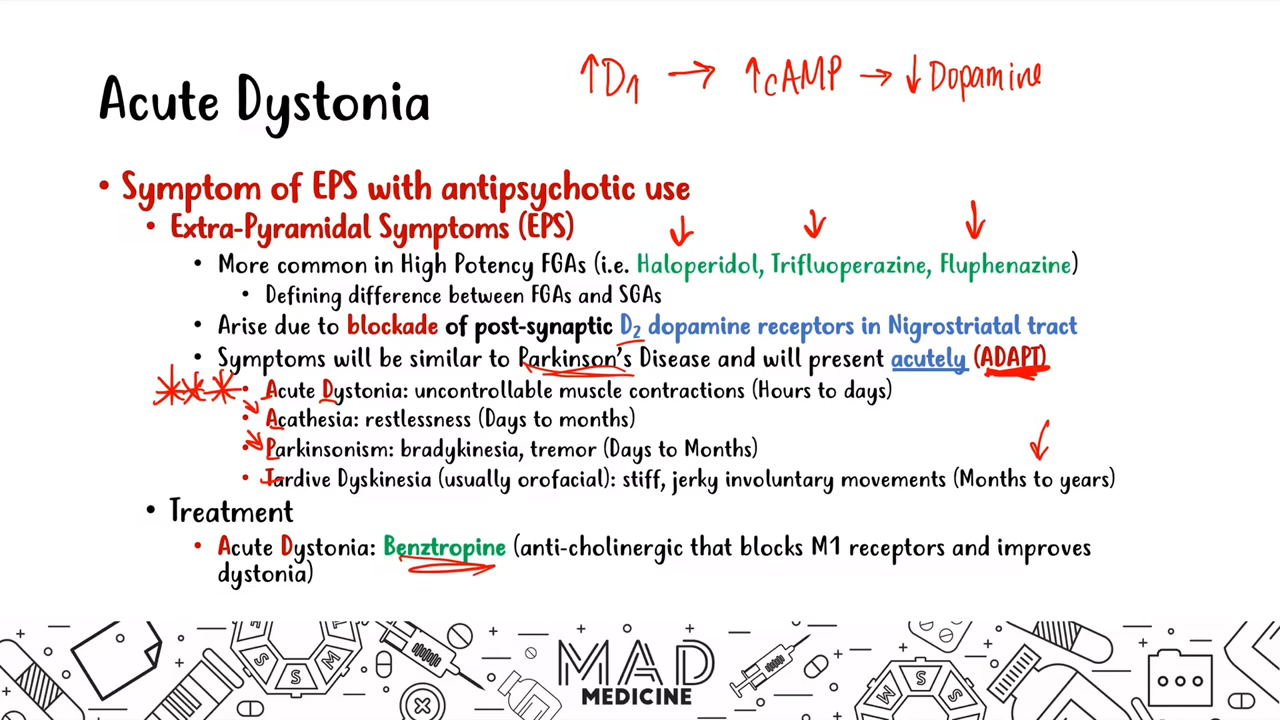 ↑D1 → ↑cAMP → ↓Dopamine
Acute Dystonia
• Symptom of EPS with antipsychotic use
• Extra-Pyramidal Symptoms (EPS)
• More common in High Potency FGAs (i.e. Haloperidol, Trifluoperazine, Fluphenazine)
• Defining difference between FGAs and SGAs
• Arise due to blockade of post-synaptic D2 dopamine receptors in Nigrostriatal tract
• Symptoms will be similar to Parkinson's Disease and will present acutely (ADAPT)
• Acute Dystonia: uncontrollable muscle contractions (Hours to days)
• Acathesia: restlessness (Days to months)
• Parkinsonism: bradykinesia, tremor (Days to Months)
• Tardive Dyskinesia (usually orofacial): stiff, jerky involuntary movements (Months to years)
• Treatment
• Acute Dystonia: Benztropine (anti-cholinergic that blocks M1 receptors and improves
dystonia)
S S M
M S S
MAD
MEDICINE